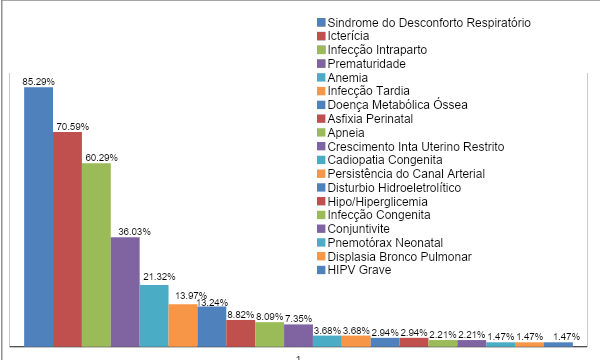 Sindrome do Desconforto Respiratório
Icterícia
Infecção Intraparto
Prematuridade
Anemia
Infecção Tardia
Doença Metabólica Óssea
Asfixia Perinatal
Apneia
Crescimento Inta Uterino Restrito
Cadiopatia Congenita
Persistência do Canal Arterial
Disturbio Hidroeletrolítico
Hipo/Hiperglicemia
Infecção Congenita
Conjuntivite
Pnemotórax Neonatal
Displasia Bronco Pulmonar
HIPV Grave
85.29%
70.59%
60.29%
36.03%
21.32%
13.97%
13.24%
8.82%
8.09%
7.35%
3.68%
3.68%
2.94%
2.94%
2.21%
2.21%
1.47%
1.47%
1.47%
1